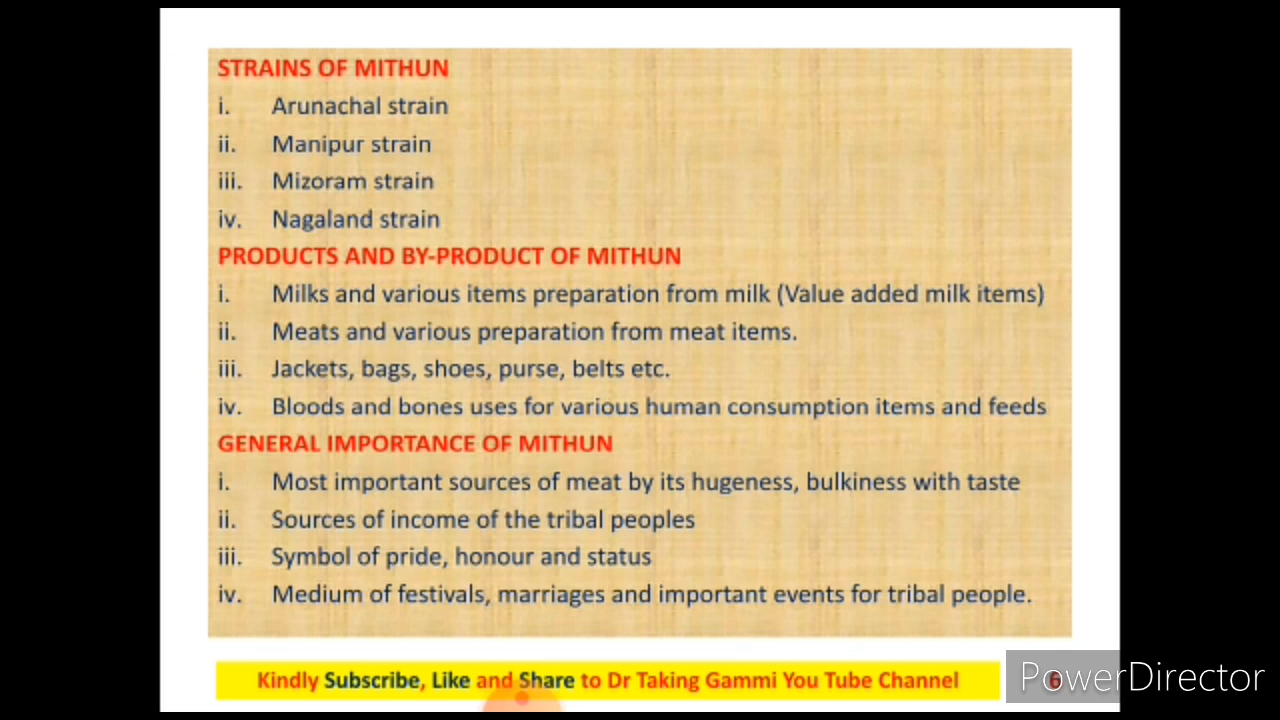 STRAINS OF MITHUN
i. Arunachal strain
ii. Manipur strain
iii. Mizoram strain
iv. Nagaland strain
PRODUCTS AND BY-PRODUCT OF MITHUN
i. Milks and various items preparation from milk (Value added milk items)
ii. Meats and various preparation from meat items.
iii. Jackets, bags, shoes, purse, belts etc.
iv. Bloods and bones uses for various human consumption items and feeds
GENERAL IMPORTANCE OF MITHUN
i. Most important sources of meat by its hugeness, bulkiness with taste
ii. Sources of income of the tribal peoples
iii. Symbol of pride, honour and status
iv. Medium of festivals, marriages and important events for tribal people.
Kindly Subscribe, Like and Share to Dr Taking Gammi You Tube Channel
6
PowerDirector